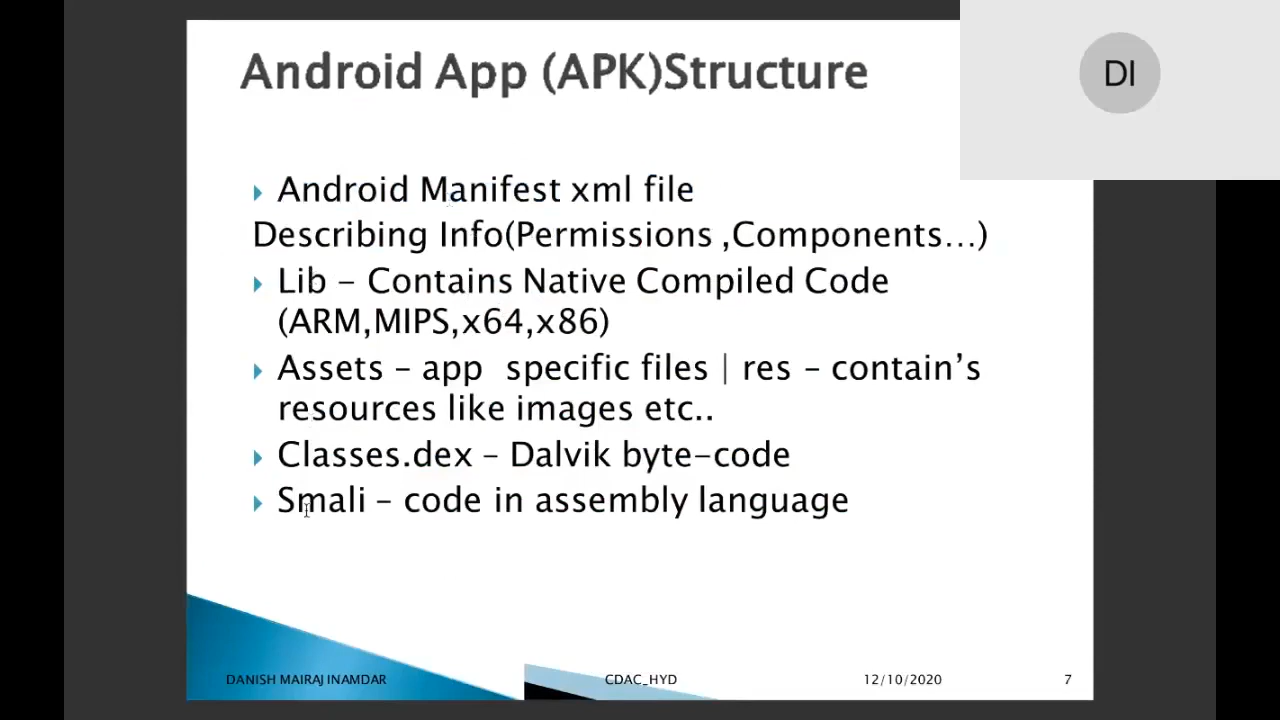 Android App (APK)Structure
DI
Android Manifest xml file
Describing Info(Permissions ,Components...)
Lib - Contains Native Compiled Code
(ARM,MIPS,x64,x86)
Assets – app specific files | res – contain’s
resources like images etc..
Classes.dex – Dalvik byte-code
Smali – code in assembly language
DANISH MAIRAJ INAMDAR CDAC_HYD 12/10/2020 7